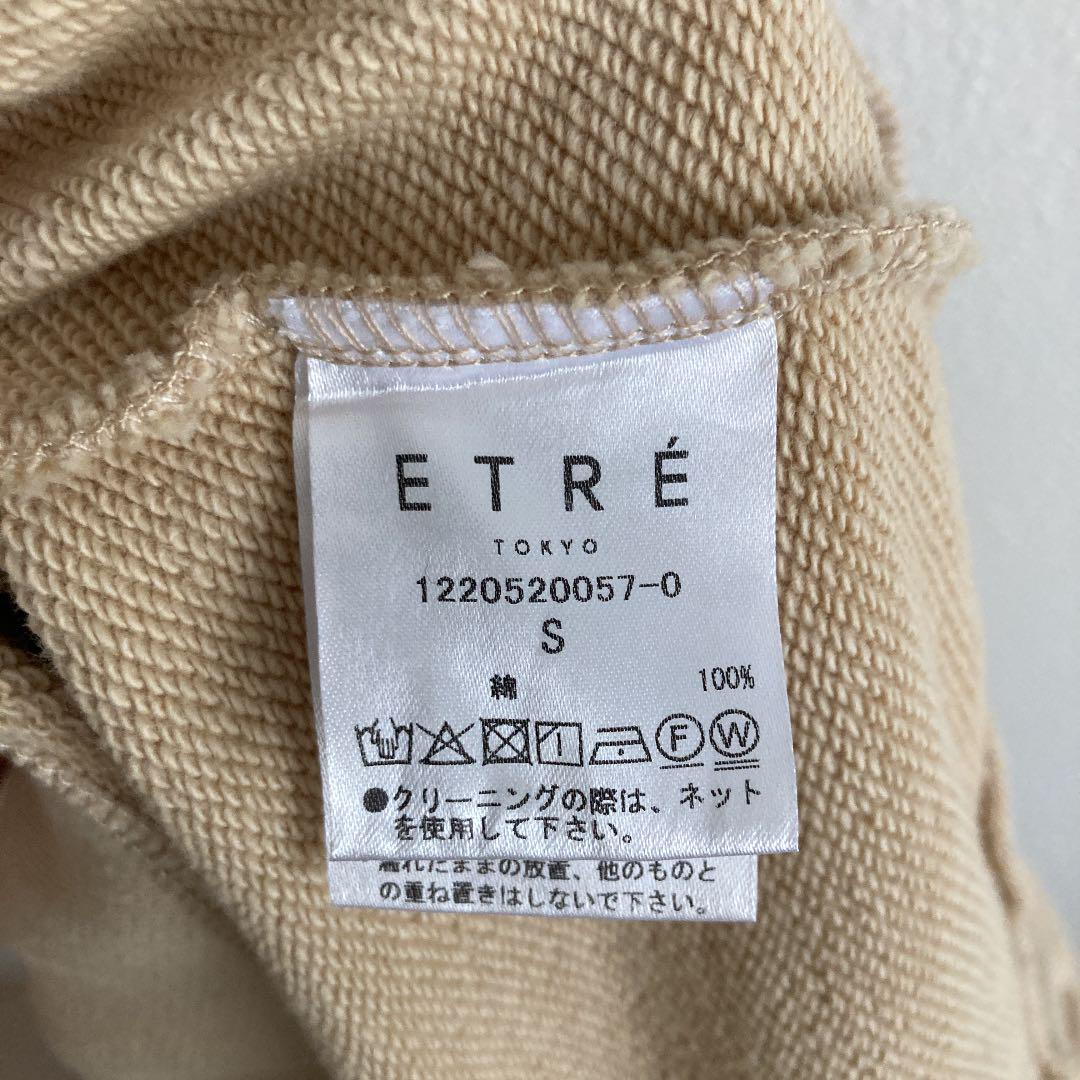 ETRÉ
TOKYO
1220520057-0
S
綿 100%
F W
●クリーニングの際は、ネット
を使用して下さい。
濡れたままの放置、他のものと
の重ね置きはしないで下さい。